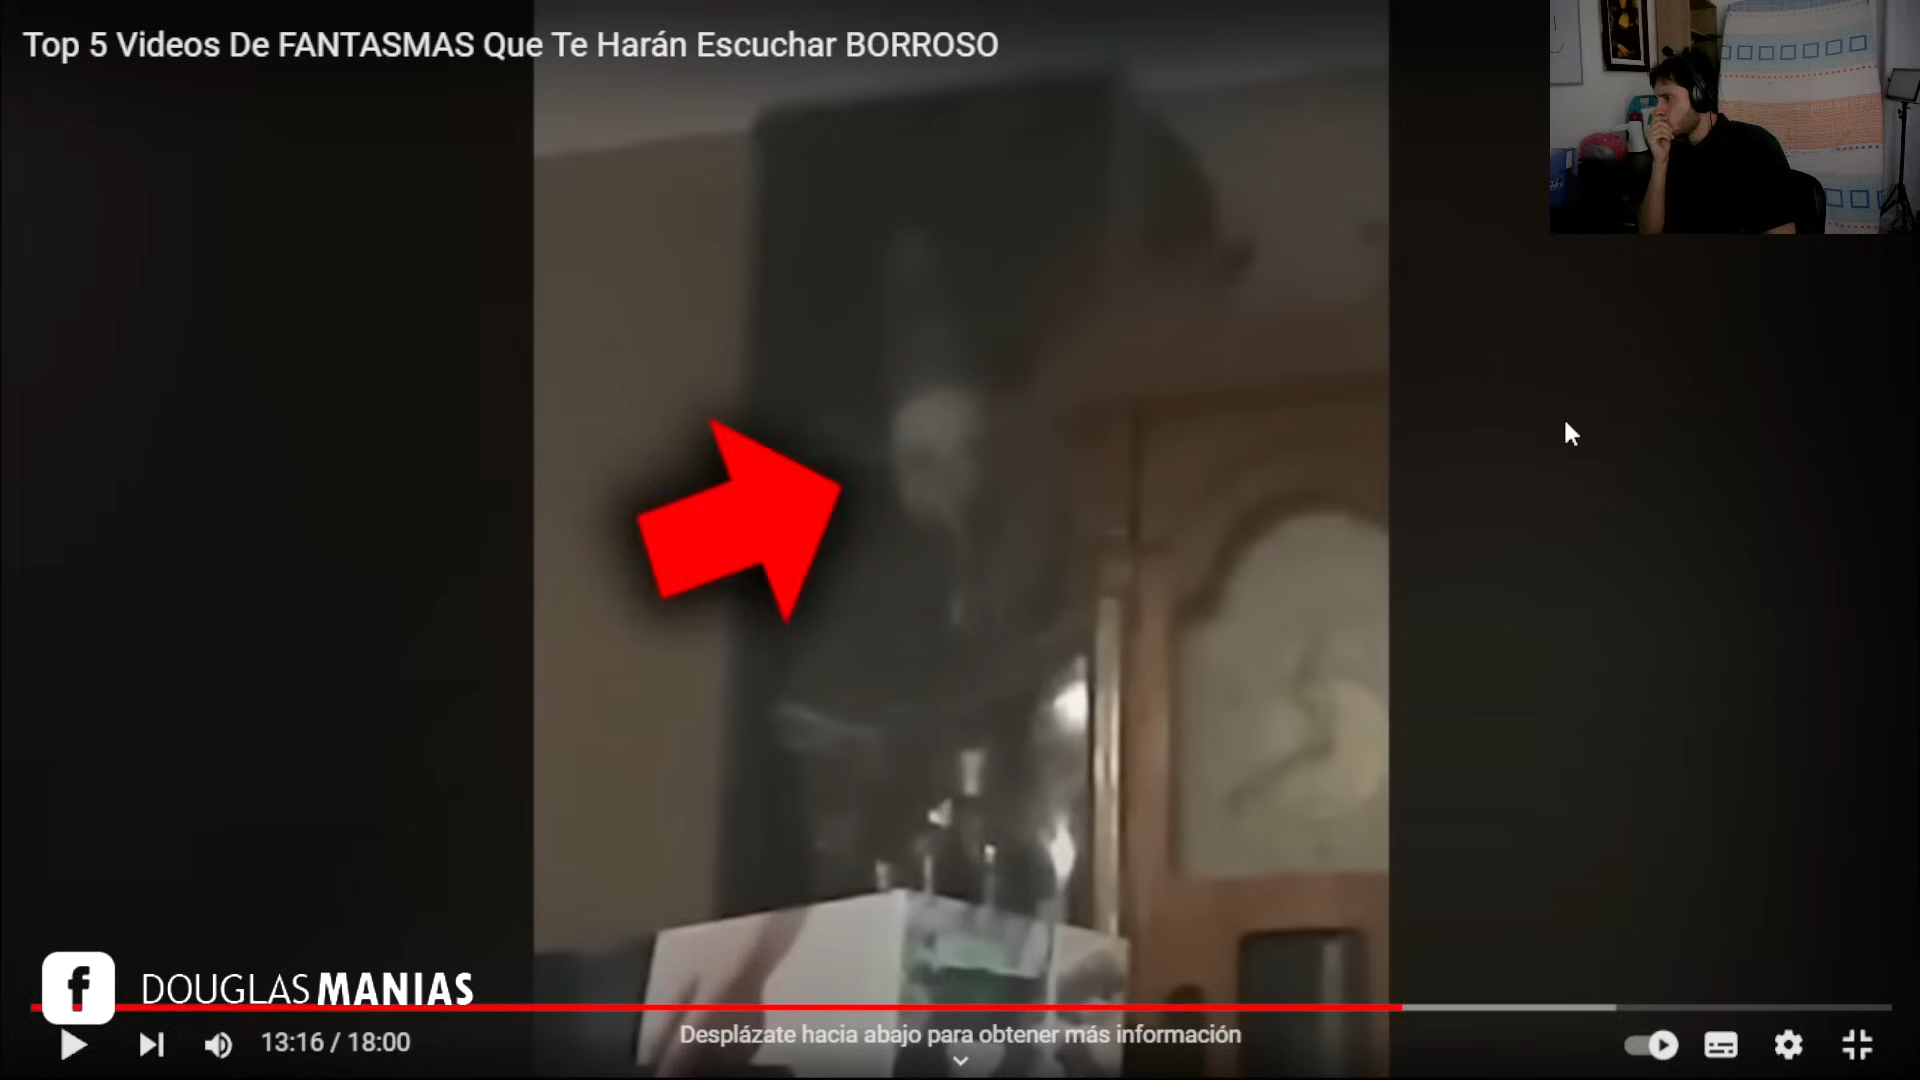 Top 5 Videos De FANTASMAS Que Te Harán Escuchar BORROSO
f DOUGLASMANIAS
13:16 / 18:00
Desplázate hacia abajo para obtener más información